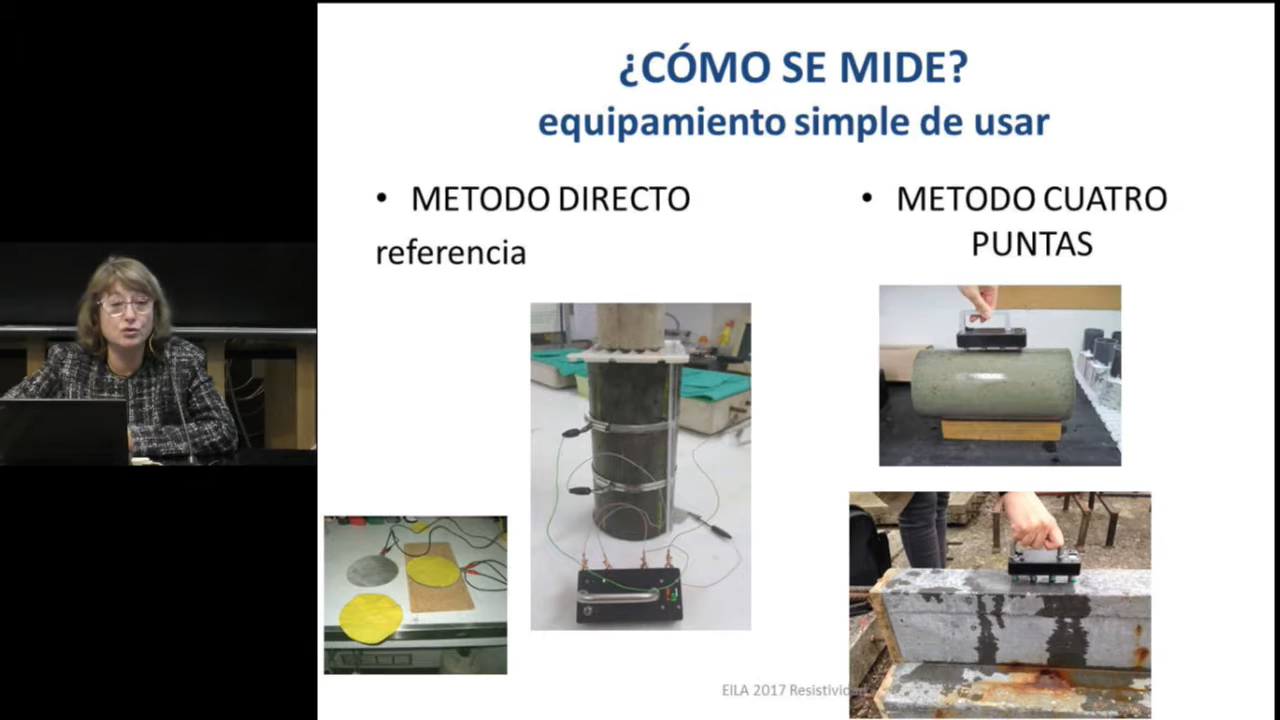 ¿CÓMO SE MIDE?
equipamiento simple de usar
• METODO DIRECTO
referencia
• METODO CUATRO
PUNTAS
EILA 2017 Resistividad